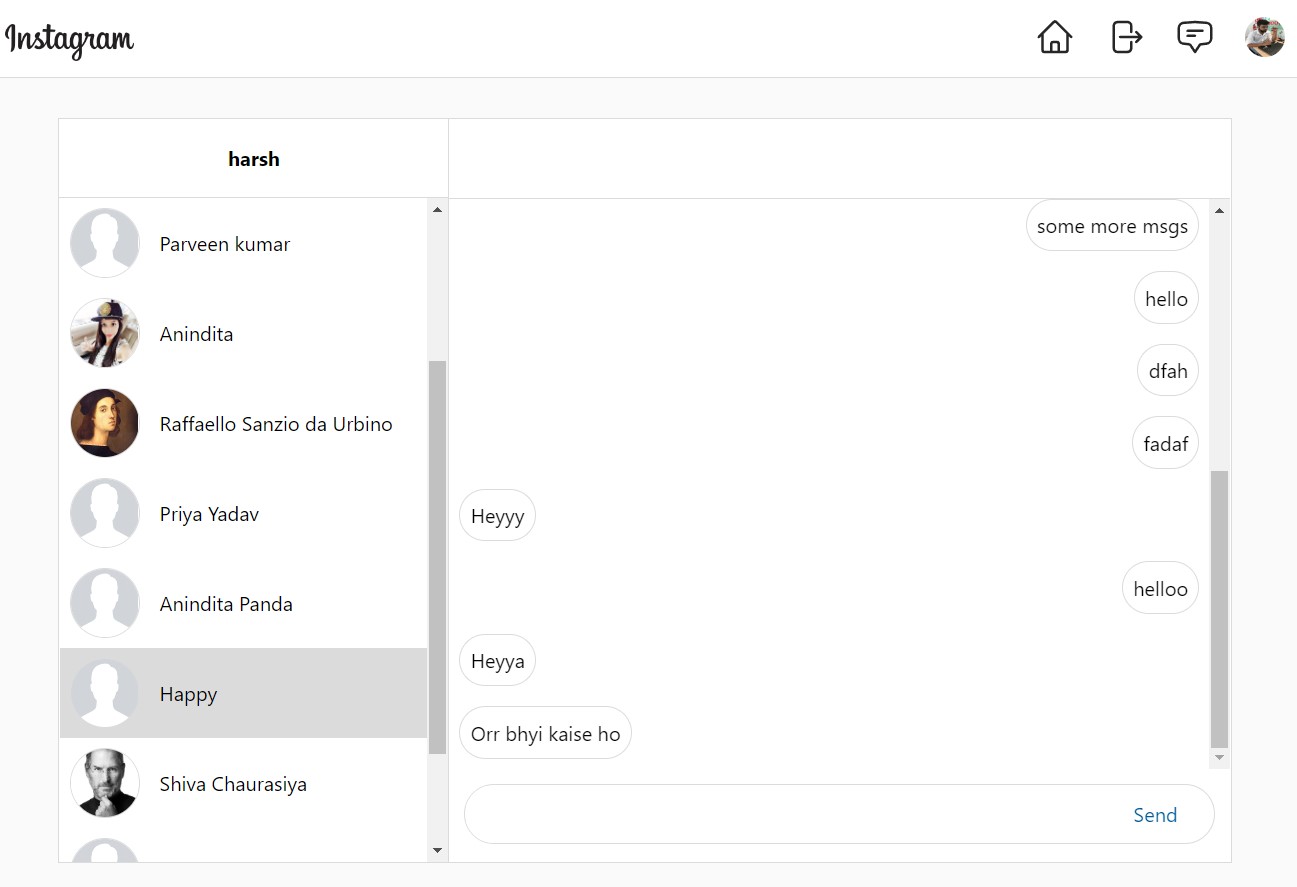 Instagram
harsh
Parveen kumar
Anindita
Raffaello Sanzio da Urbino
Priya Yadav
Anindita Panda
Happy
Shiva Chaurasiya
some more msgs
hello
dfah
fadaf
Heyyy
helloo
Heyya
Orr bhyi kaise ho
Send